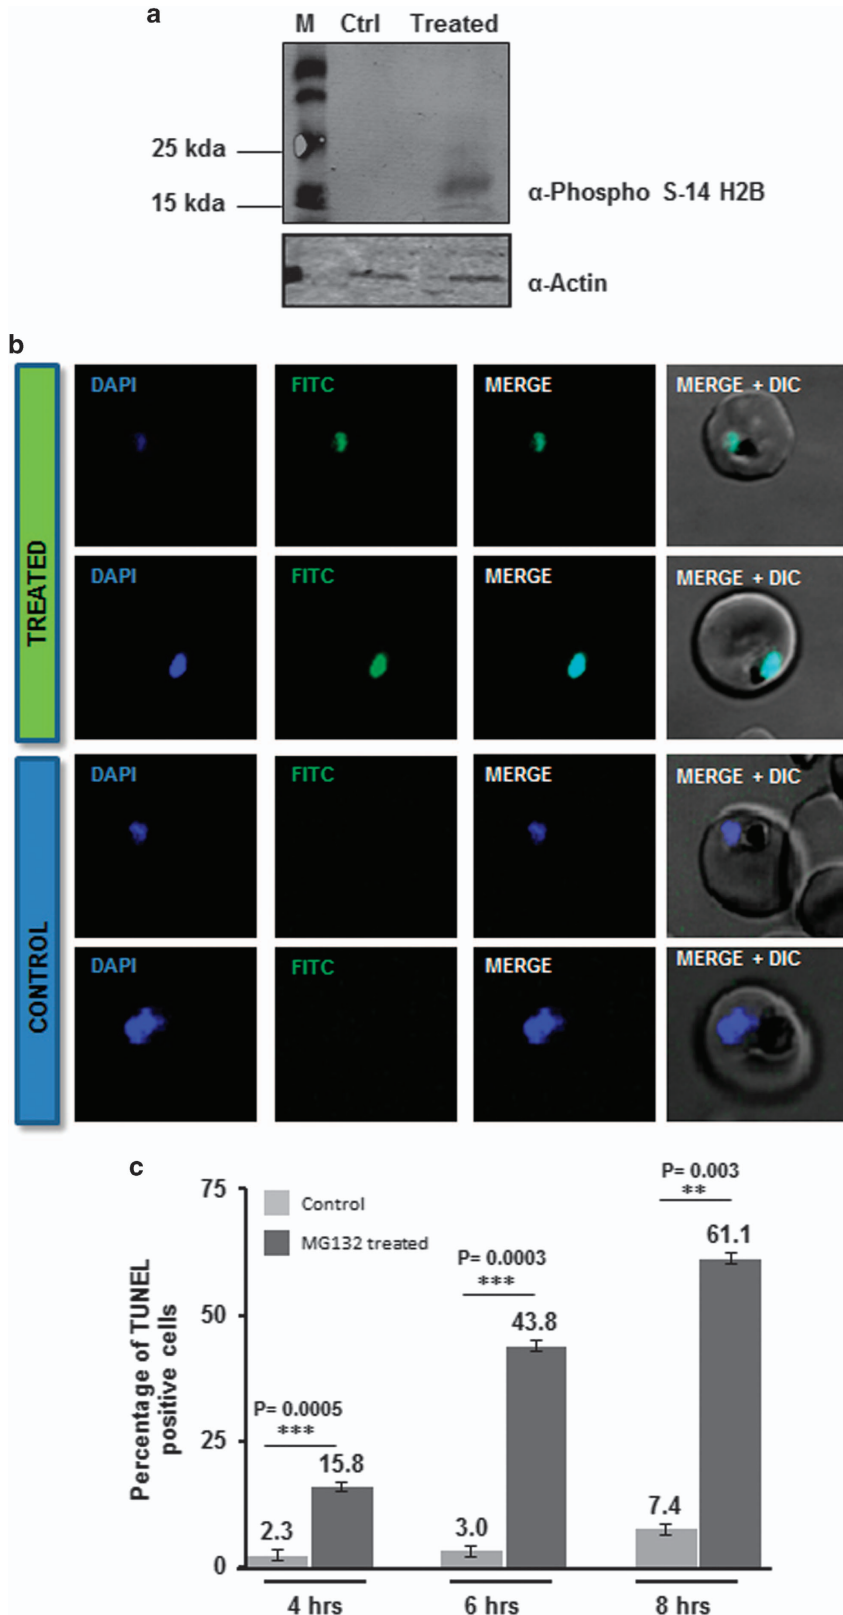 a
M Ctrl Treated
25 kda
15 kda
α-Phospho S-14 H2B
α-Actin
b
TREATED
DAPI FITC MERGE MERGE + DIC
DAPI FITC MERGE MERGE + DIC
CONTROL
DAPI FITC MERGE MERGE + DIC
DAPI FITC MERGE MERGE + DIC
c
Percentage of TUNEL
positive cells
75
50
25
0
Control
MG132 treated
P= 0.0005
***
2.3 15.8
P= 0.0003
***
3.0 43.8
P= 0.003
**
7.4 61.1
4 hrs 6 hrs 8 hrs